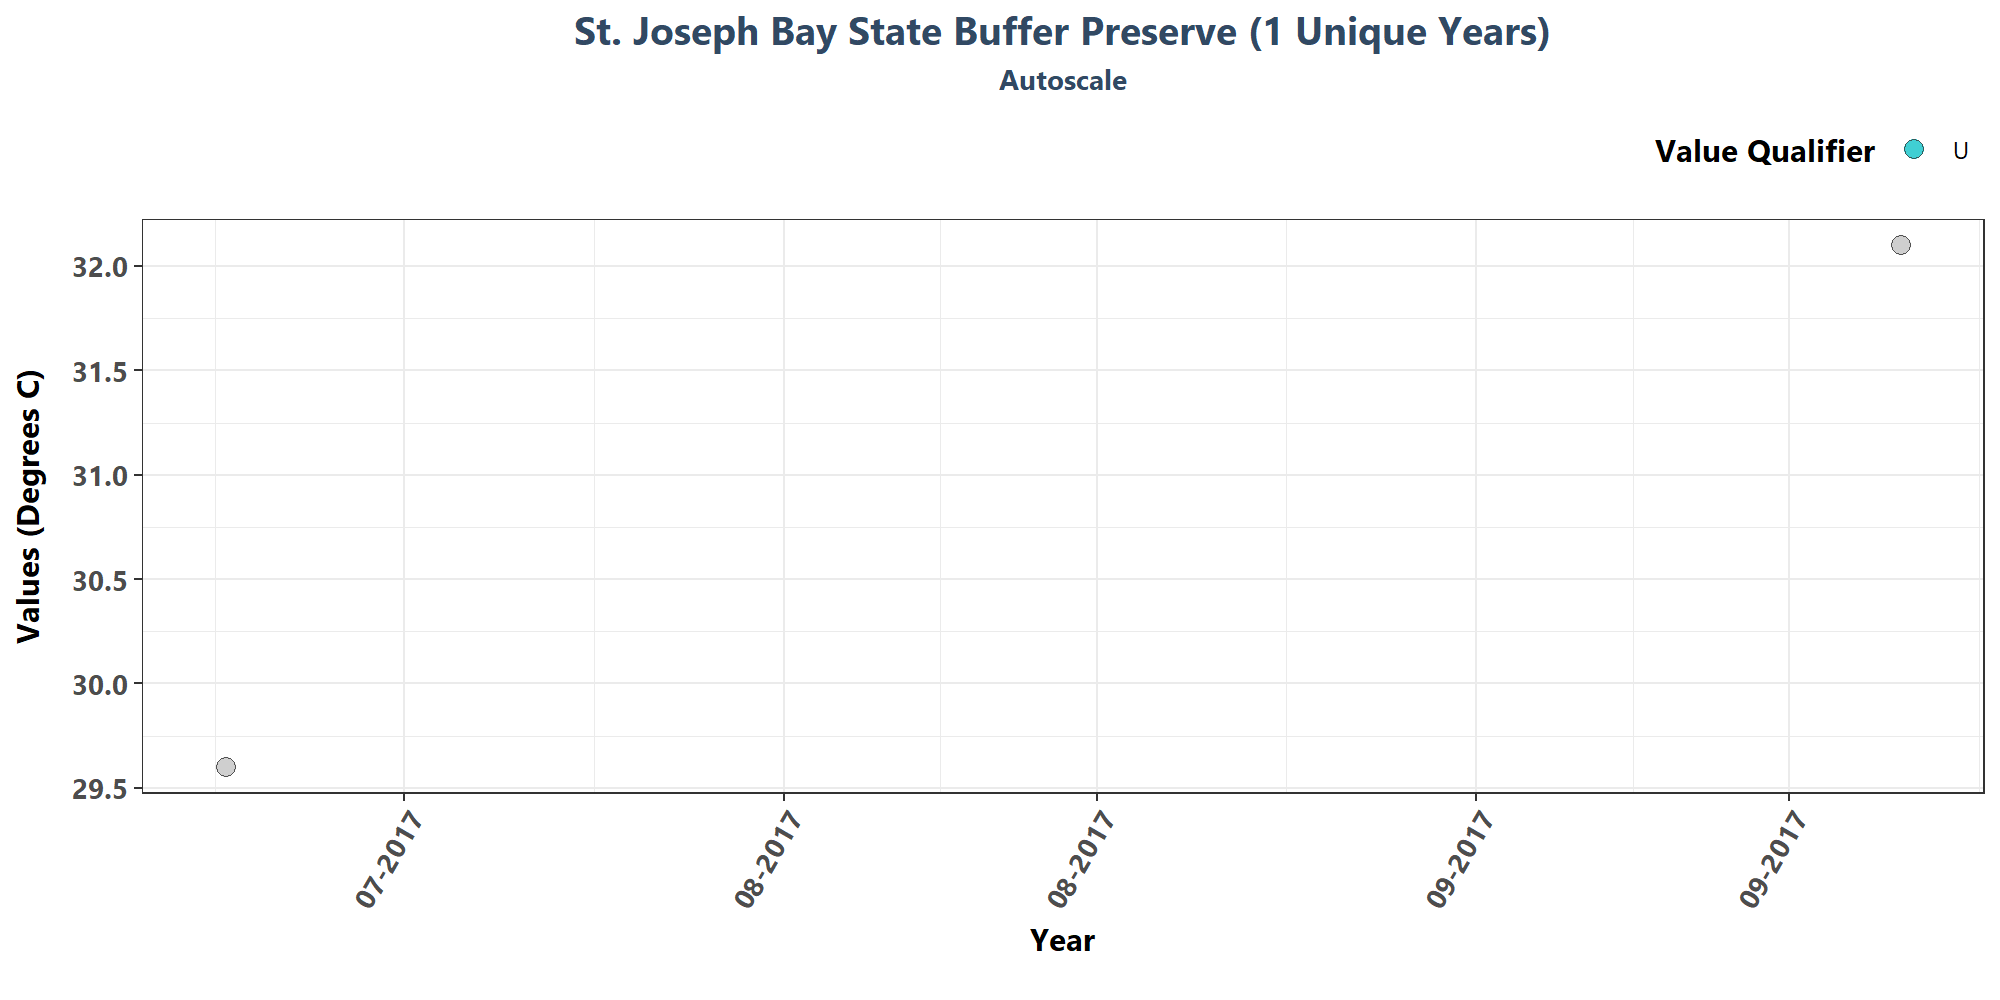 St. Joseph Bay State Buffer Preserve (1 Unique Years)
Autoscale
Value Qualifier U
Values (Degrees C)
32.0
31.5
31.0
30.5
30.0
29.5
07-2017 08-2017 08-2017 09-2017 09-2017
Year